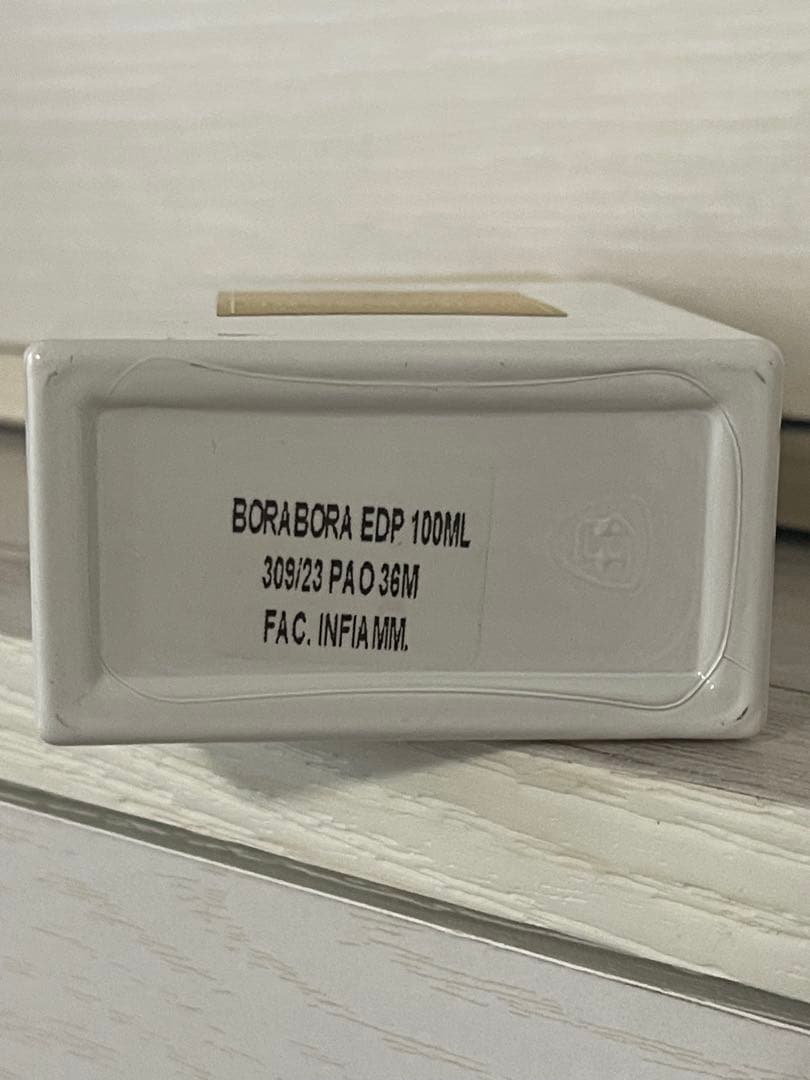 BORABORA EDP 100ML
309/23 PAO 36M
FAC. INFIAMM.